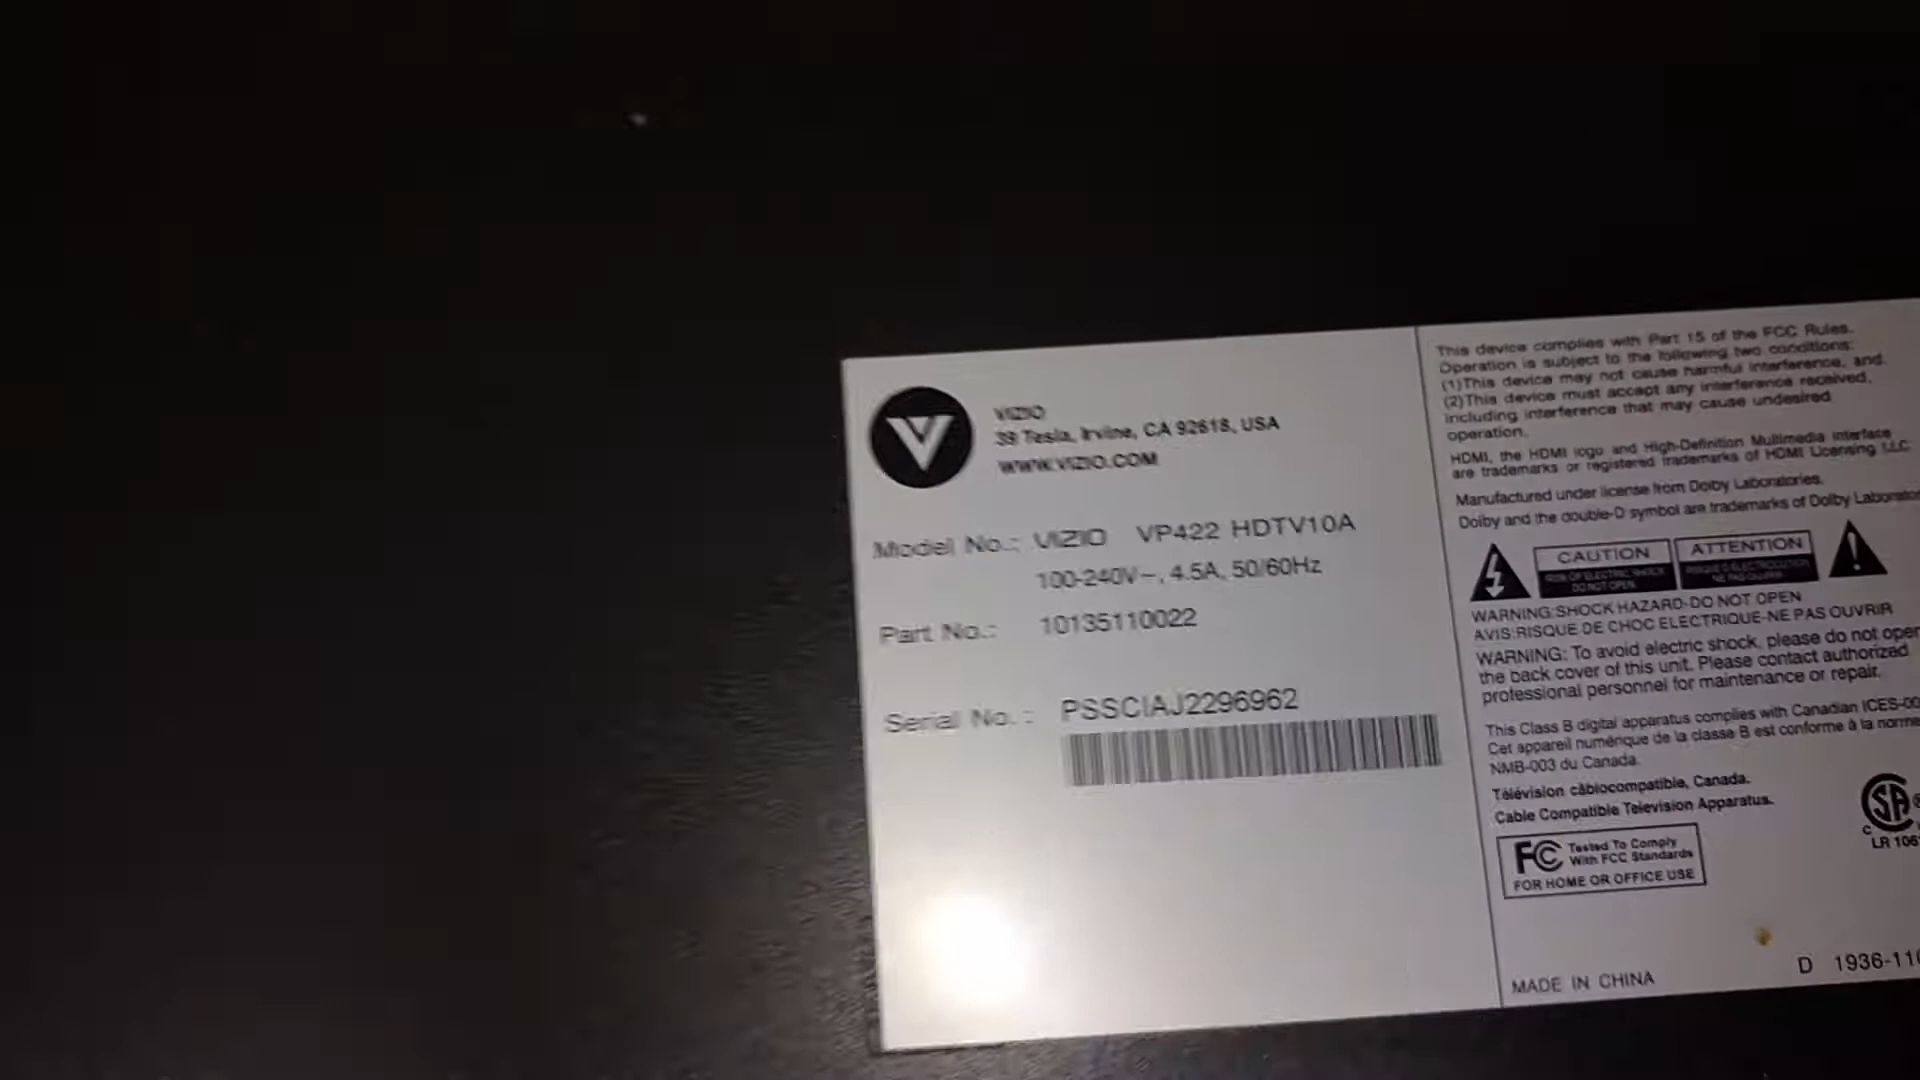 VIZIO
39 Tesla, Irvine, CA 92618, USA
WWW.VIZIO.COM
Model No.: VIZIO VP422 HDTV10A
100-240V~, 4.5A, 50/60Hz
Part No.: 10135110022
Serial No. : PSSCIAJ2296962
This device complies with Part 15 of the FCC Rules.
Operation is subject to the following two conditions:
(1)This device may not cause harmful interference, and
(2)This device must accept any interference received,
including interference that may cause undesired
operation.
HDMI, the HDMI logo and High-Definition Multimedia Interface
are trademarks or registered trademarks of HDMI Licensing LLC
Manufactured under license from Dolby Laboratories.
Dolby and the double-D symbol are trademarks of Dolby
CAUTION
RISK OF ELECTRIC SHOCK
DO NOT OPEN
ATTENTION
RISQUE D'ELECTROCUTION
NE PAS OUVRIR
WARNING:SHOCK HAZARD-DO NOT OPEN
AVIS:RISQUE DE CHOC ELECTRIQUE-NE PAS OUVRIR
WARNING: To avoid electric shock, please do not open
the back cover of this unit. Please contact authorized
professional personnel for maintenance or repair.
This Class B digital apparatus complies with Canadian
Cet appareil numérique de la classe B est conforme à la norme
NMB-003 du Canada.
Télévision câblocompatible, Canada.
Cable Compatible Television Apparatus.
FC Tested To Comply
With FCC Standards
FOR HOME OR OFFICE USE
SA
C
LR
MADE IN CHINA
D